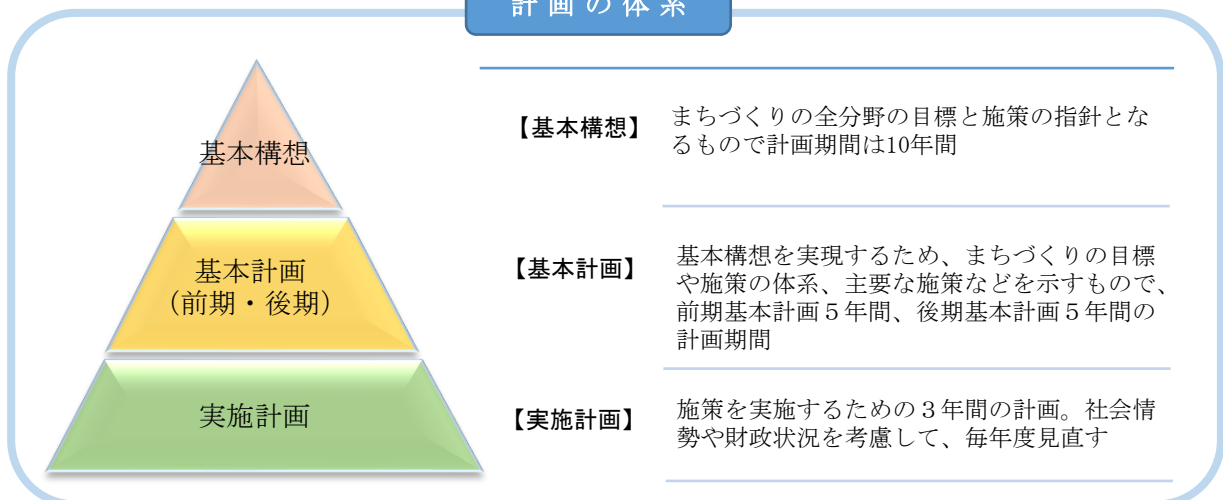 計画の体系
基本構想
基本計画
(前期・後期)
実施計画
【基本構想】
まちづくりの全分野の目標と施策の指針とな
るもので計画期間は10年間
【基本計画】
基本構想を実現するため、まちづくりの目標
や施策の体系、主要な施策などを示すもので、
前期基本計画５年間、後期基本計画５年間の
計画期間
【実施計画】
施策を実施するための３年間の計画。社会情
勢や財政状況を考慮して、毎年度見直す